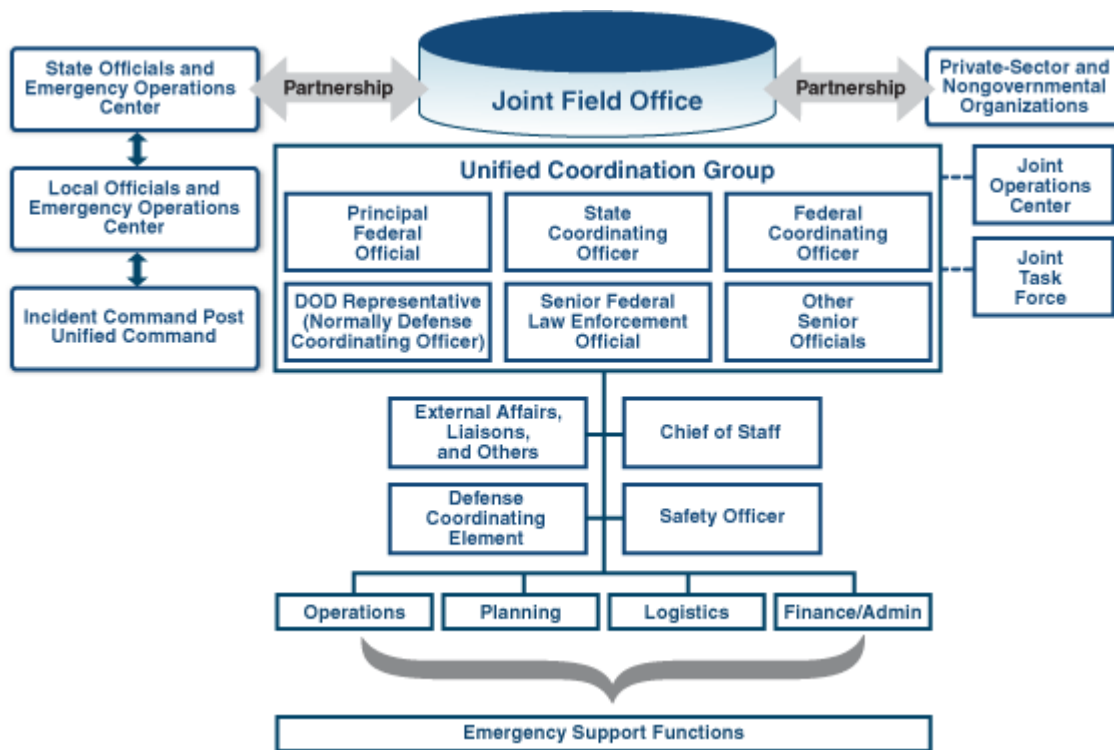 State Officials and
Emergency Operations
Center
Partnership
Joint Field Office
Partnership
Private-Sector and
Nongovernmental
Organizations
Local Officials and
Emergency Operations
Center
Incident Command Post
Unified Command
Unified Coordination Group
Principal
Federal
Official
State
Coordinating
Officer
Federal
Coordinating
Officer
DOD Representative
(Normally Defense
Coordinating Officer)
Senior Federal
Law Enforcement
Official
Other
Senior
Officials
Joint
Operations
Center
Joint
Task
Force
External Affairs,
Liaisons,
and Others
Chief of Staff
Defense
Coordinating
Element
Safety Officer
Operations
Planning
Logistics
Finance/Admin
Emergency Support Functions